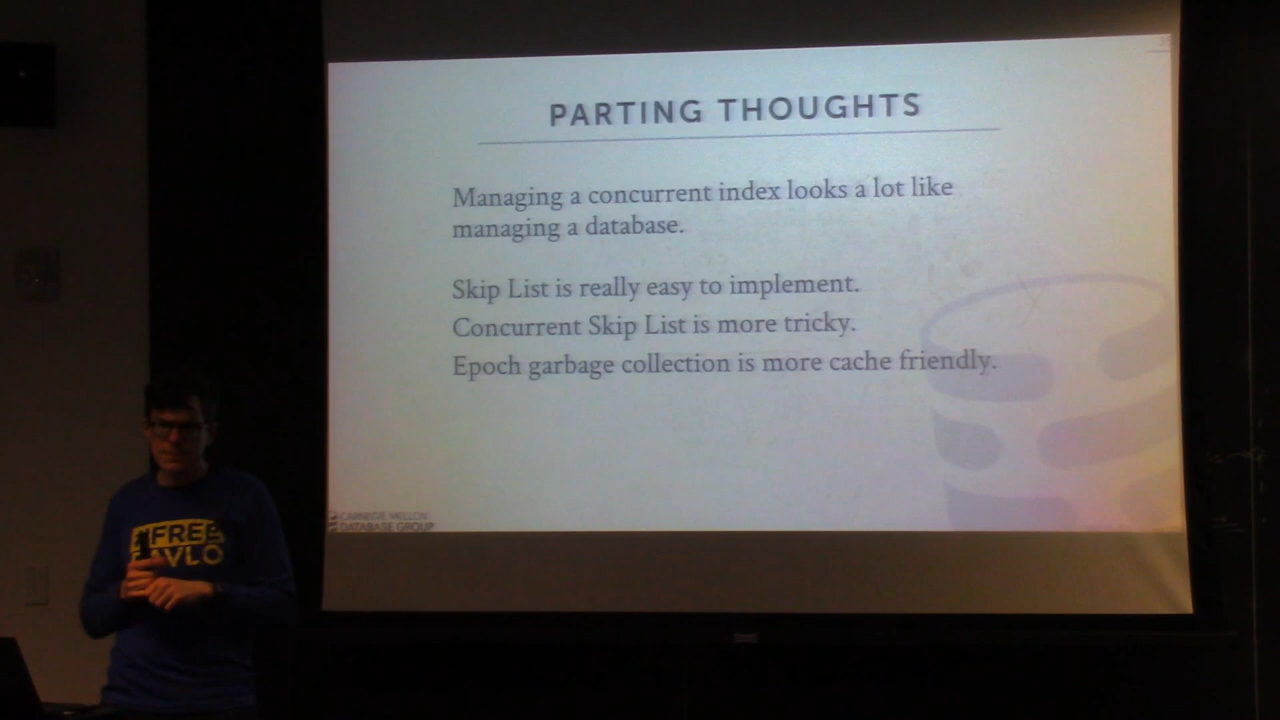 PARTING THOUGHTS
Managing a concurrent index looks a lot like
managing a database.
Skip List is really easy to implement.
Concurrent Skip List is more tricky.
Epoch garbage collection is more cache friendly.
CARNEGIE MELLON
DATABASE GROUP
#FREE
PAVLO